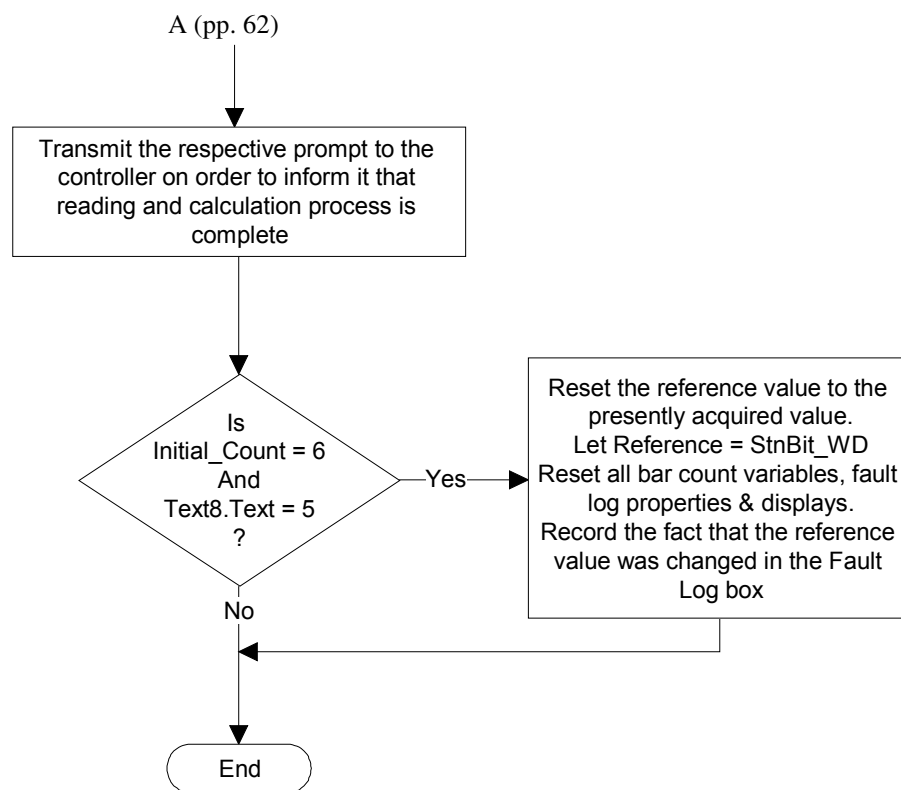 A (pp. 62)
Transmit the respective prompt to the
controller on order to inform it that
reading and calculation process is
complete
Is
Initial_Count = 6
And
Text8.Text = 5
?
Yes
Reset the reference value to the
presently acquired value.
Let Reference = StnBit_WD
Reset all bar count variables, fault
log properties & displays.
Record the fact that the reference
value was changed in the Fault
Log box
No
End